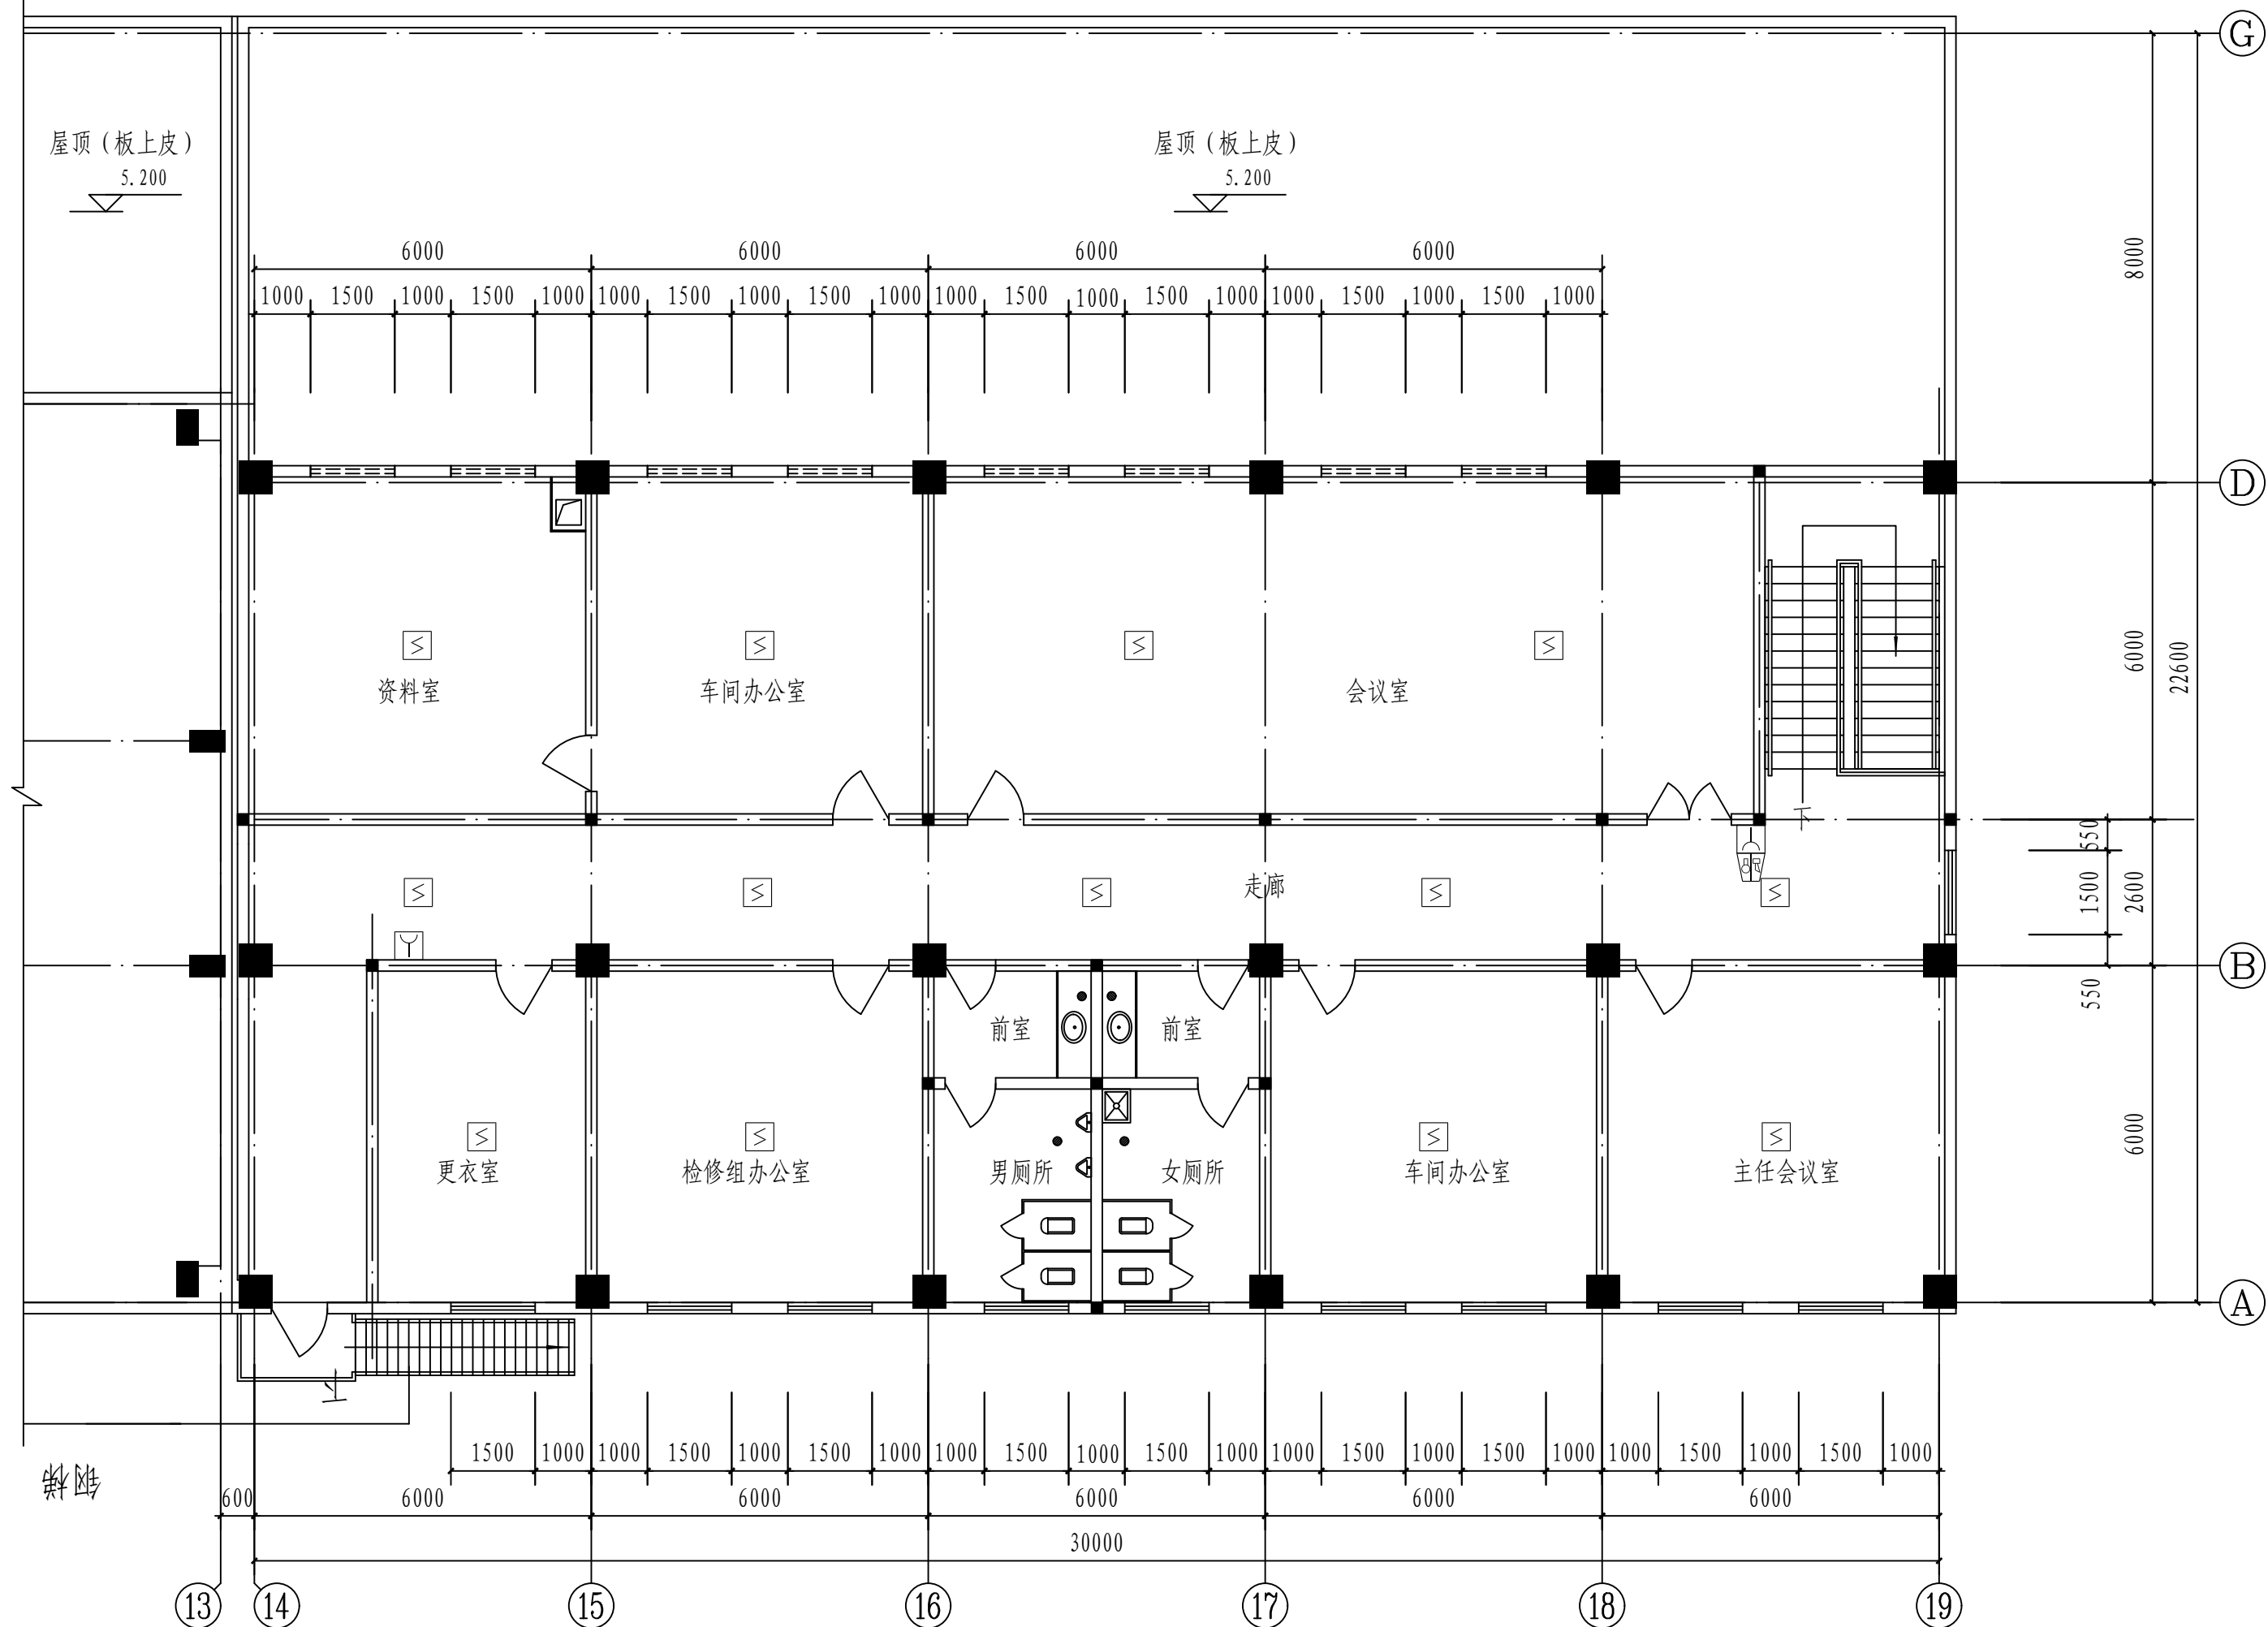 G
屋顶（板上皮） 屋顶（板上皮）
5.200 5.200
6000 6000 6000 6000
8000
1000 1500 1000 1500 1000 1000 1500 1000 1500 1000 1000 1500 1000 1500 1000 1000 1500 1000 1500 1000
D
6000
22600
资料室 车间办公室 会议室
下
550
走廊
1500 2600
B
550
前室 前室
6000
更衣室 检修组办公室 男厕所 女厕所 车间办公室 主任会议室
A
上
1500 1000 1000 1500 1000 1500 1000 1000 1500 1000 1500 1000 1000 1500 1000 1500 1000 1000 1500 1000 1500 1000
钢梯
600 6000 6000 6000 6000 6000
30000
13 14 15 16 17 18 19